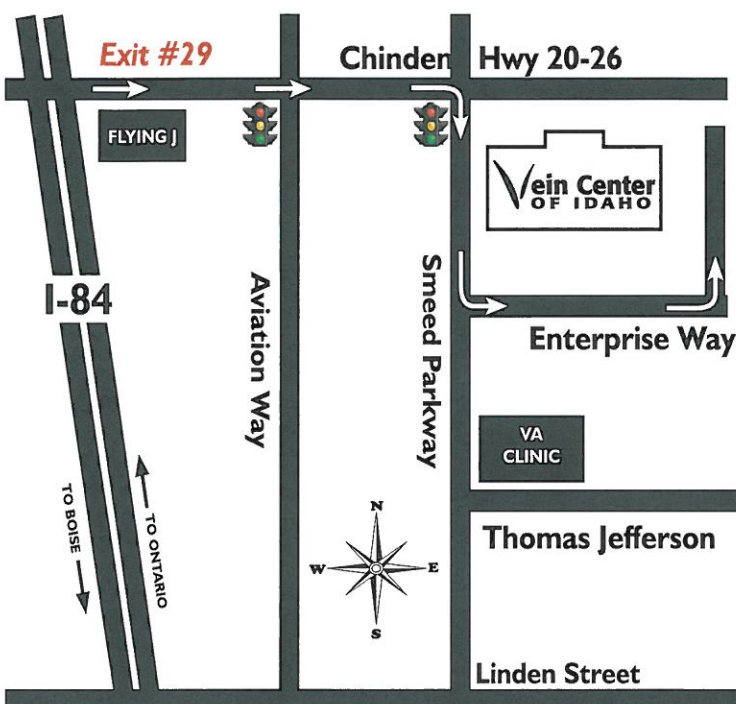 Exit #29
Chinden Hwy 20-26
FLYING J
Vein Center
OF IDAHO
I-84
Aviation Way
Smeed Parkway
Enterprise Way
VA
CLINIC
TO BOISE
TO ONTARIO
N
W E
S
Thomas Jefferson
Linden Street